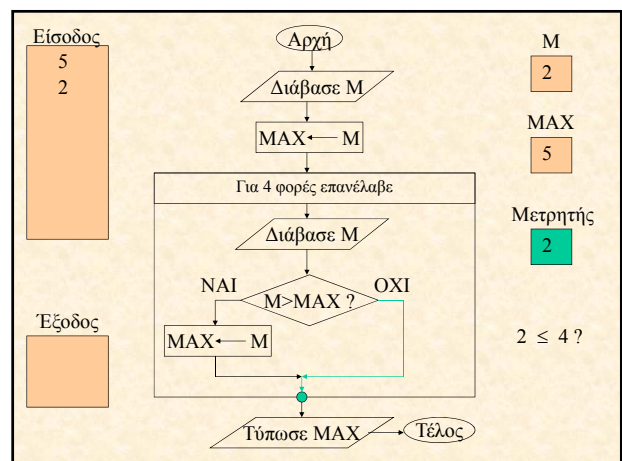 Είσοδος
5
2
Έξοδος
Αρχή
Διάβασε Μ
ΜΑΧ ← Μ
Για 4 φορές επανέλαβε
Διάβασε Μ
ΝΑΙ
ΟΧΙ
Μ>ΜΑΧ ?
ΜΑΧ ← Μ
Τύπωσε ΜΑΧ
Τέλος
Μ
2
ΜΑΧ
5
Μετρητής
2
2 ≤ 4 ?